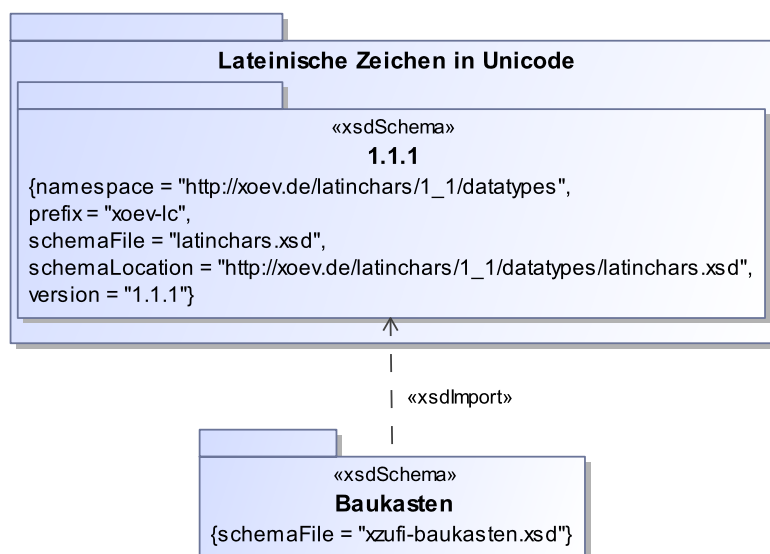 Lateinische Zeichen in Unicode
«xsdSchema»
1.1.1
{namespace = "http://xoev.de/latinchars/1_1/datatypes",
prefix = "xoev-lc",
schemaFile = "latinchars.xsd",
schemaLocation = "http://xoev.de/latinchars/1_1/datatypes/latinchars.xsd",
version = "1.1.1"}
«xsdImport»
«xsdSchema»
Baukasten
{schemaFile = "xzufi-baukasten.xsd"}